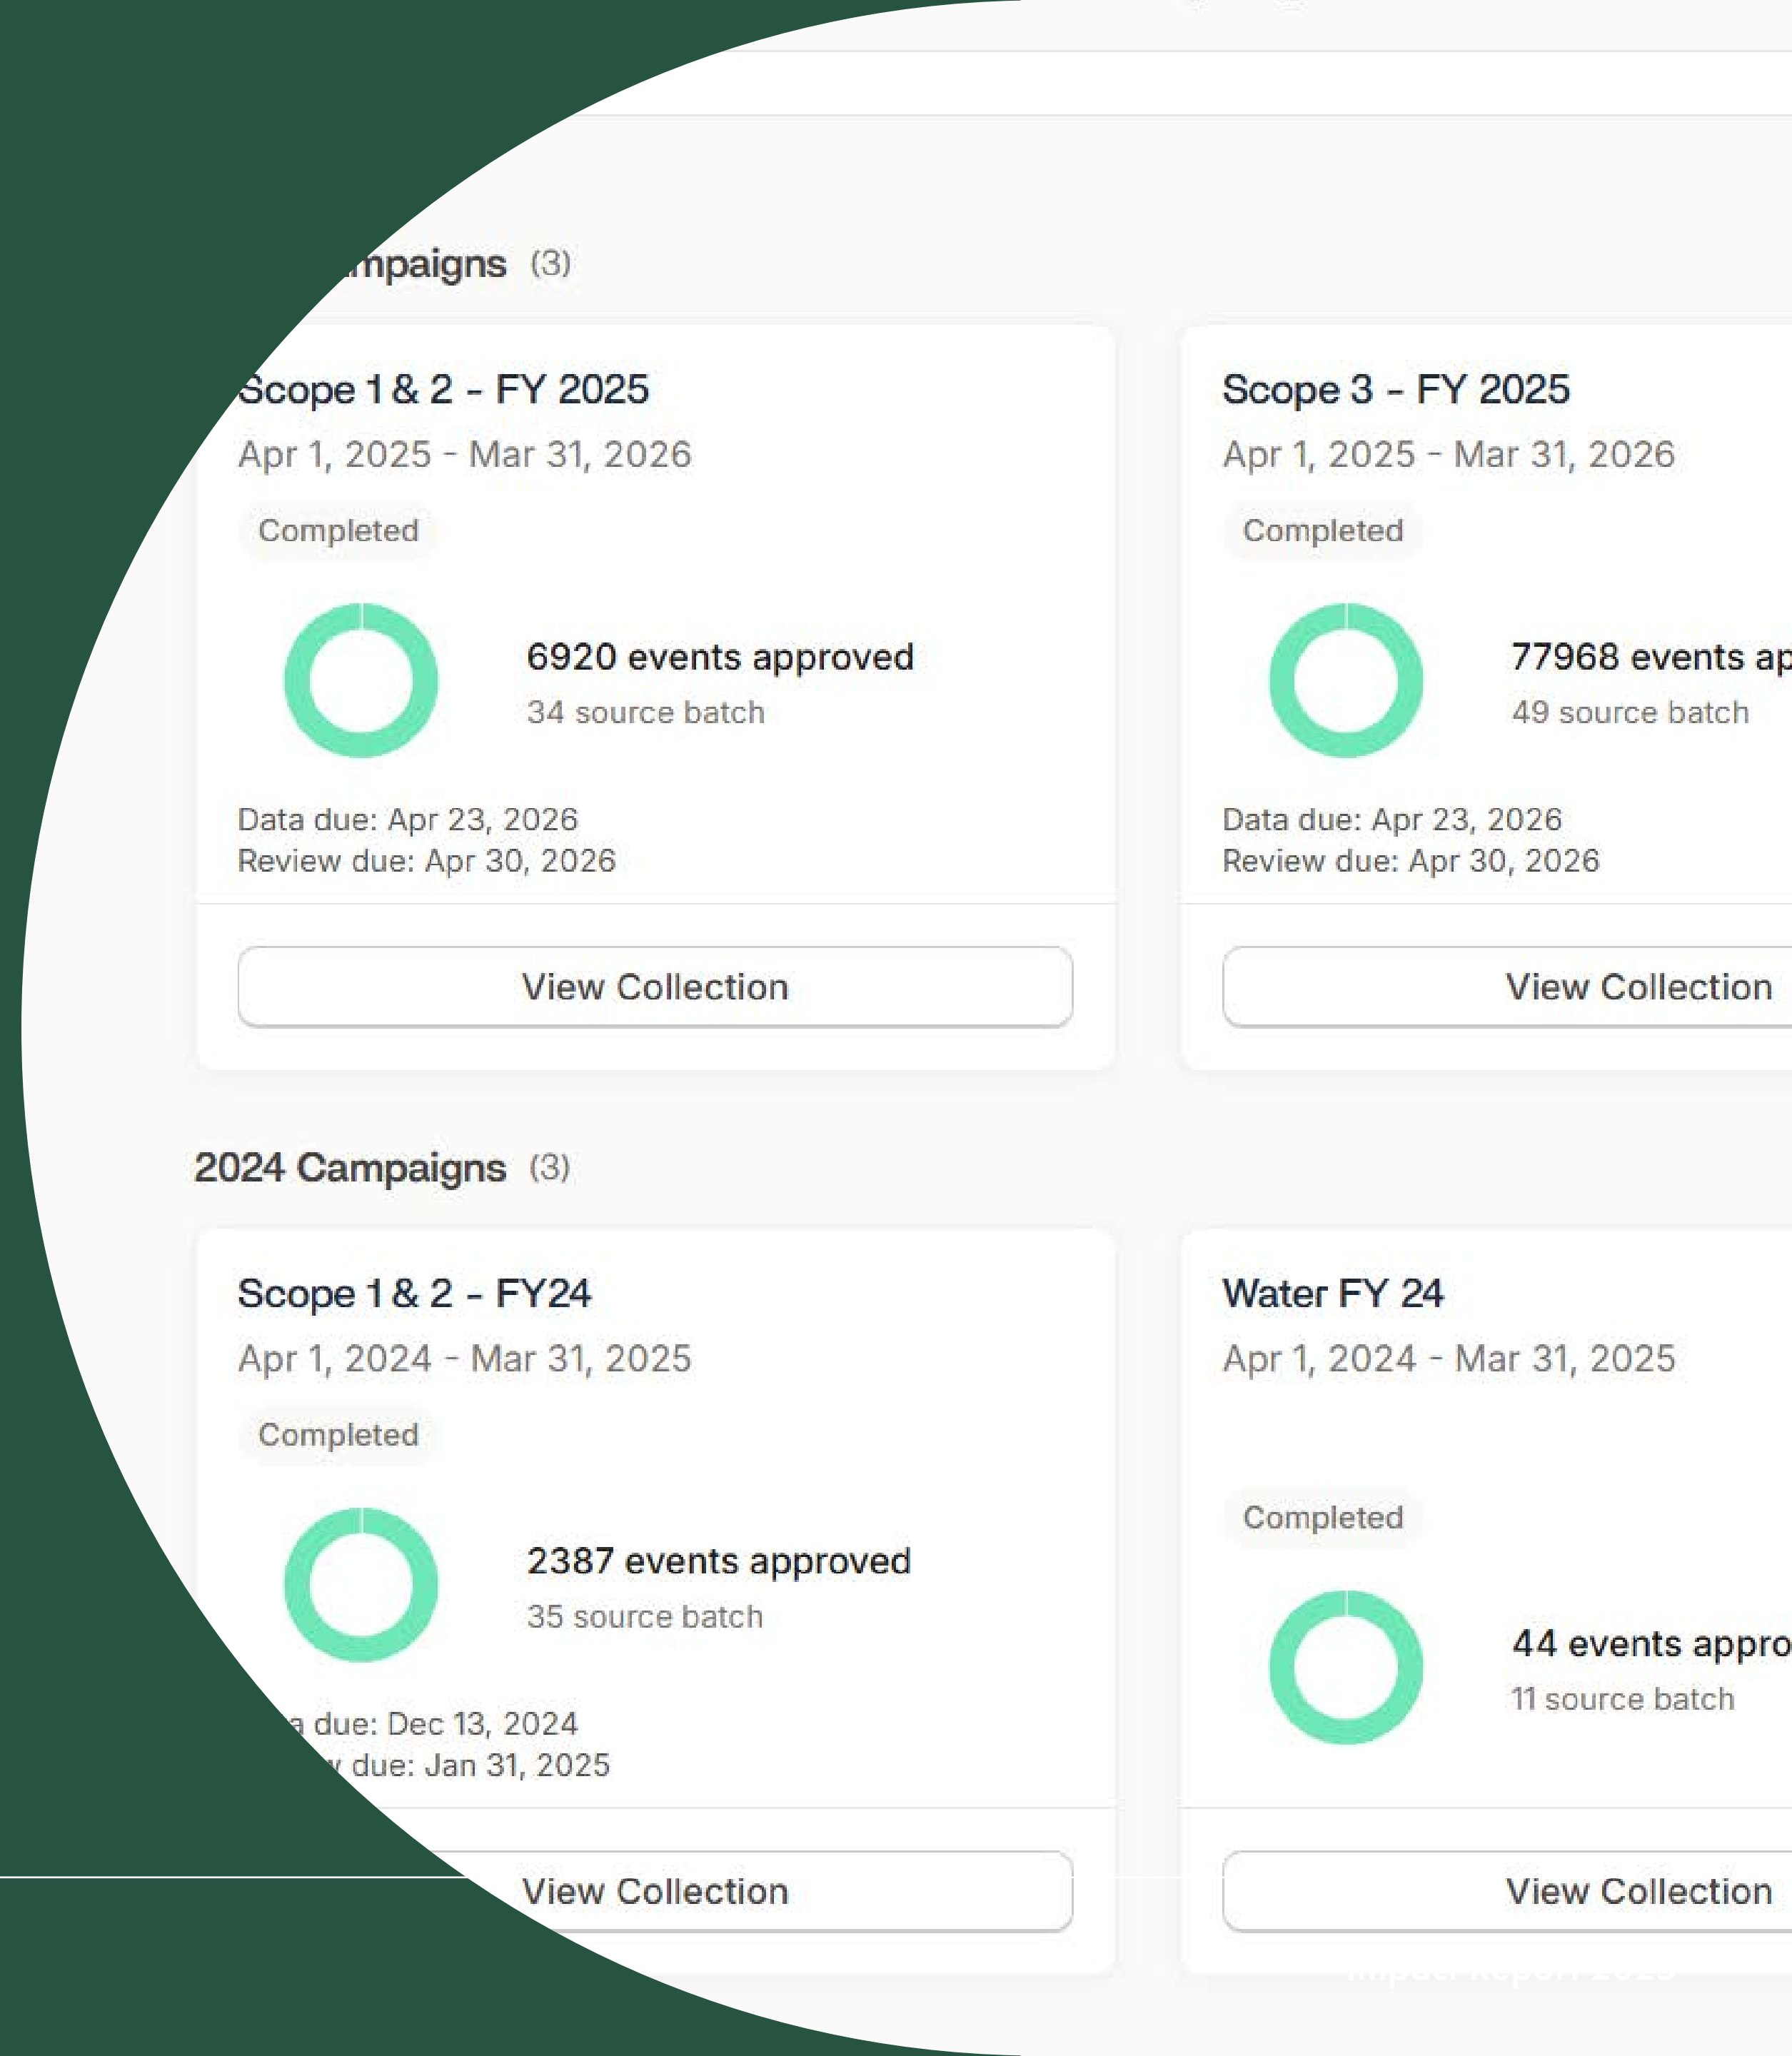 mpaigns (3)
Scope 1 & 2 - FY 2025
Apr 1, 2025 - Mar 31, 2026
Completed
6920 events approved
34 source batch
Data due: Apr 23, 2026
Review due: Apr 30, 2026
View Collection
Scope 3 - FY 2025
Apr 1, 2025 - Mar 31, 2026
Completed
77968 events ap
49 source batch
Data due: Apr 23, 2026
Review due: Apr 30, 2026
View Collection
2024 Campaigns (3)
Scope 1 & 2 - FY24
Apr 1, 2024 - Mar 31, 2025
Completed
2387 events approved
35 source batch
a due: Dec 13, 2024
w due: Jan 31, 2025
View Collection
Water FY 24
Apr 1, 2024 - Mar 31, 2025
Completed
44 events appro
11 source batch
View Collection